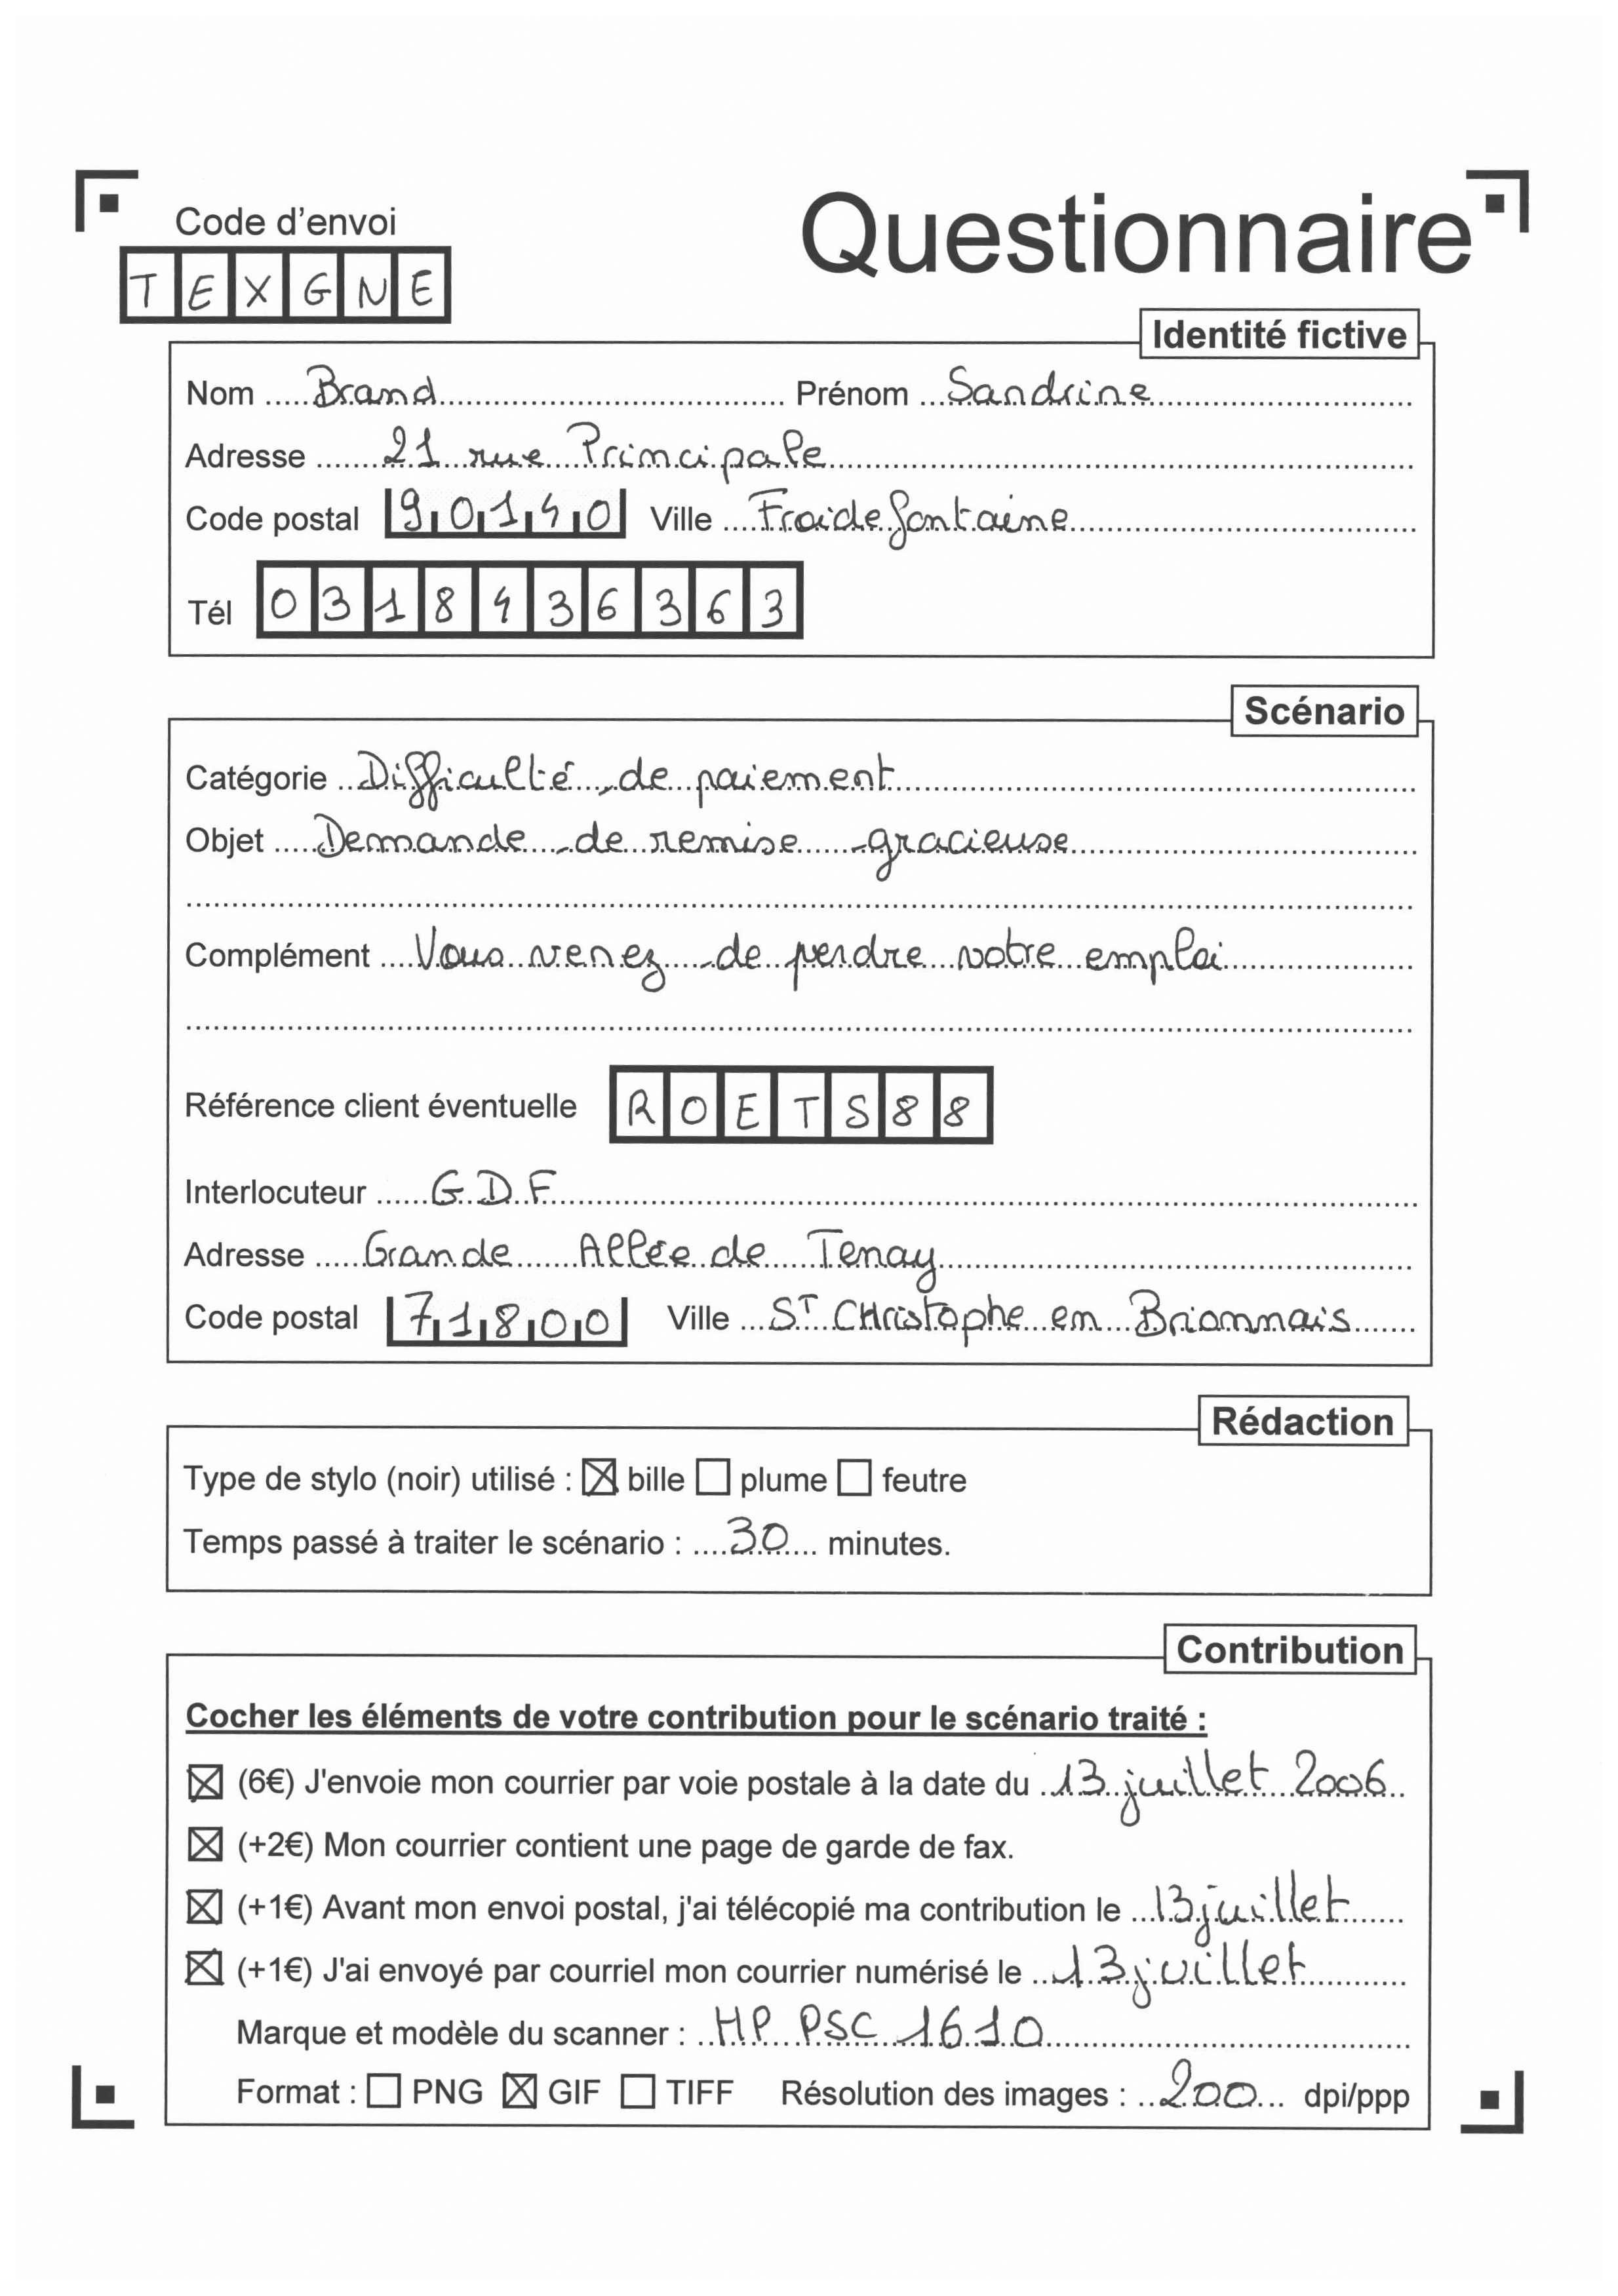 Code d'envoi
Questionnaire
TEXGNE
Identité fictive
Nom Brand Prénom Sandrine
Adresse 21 rue Principale
Code postal 90140 Ville Froidefontaine
Tél 0318436363
Scénario
Catégorie Difficulté de paiement
Objet Demande de remise gracieuse
Complément Vous venez de perdre votre emploi
Référence client éventuelle ROETS88
Interlocuteur GDF
Adresse Grande Allée de Tenay
Code postal 71800 Ville ST CHristophe en Brionnais
Rédaction
Type de stylo (noir) utilisé : ☒ bille ☐ plume ☐ feutre
Temps passé à traiter le scénario : 30 minutes.
Contribution
Cocher les éléments de votre contribution pour le scénario traité :
☒ (6€) J'envoie mon courrier par voie postale à la date du 13 juillet 2006
☒ (+2€) Mon courrier contient une page de garde de fax.
☒ (+1€) Avant mon envoi postal, j'ai télécopié ma contribution le 13 juillet
☒ (+1€) J'ai envoyé par courriel mon courrier numérisé le 13 juillet
Marque et modèle du scanner : HP PSC 1610
Format : ☐ PNG ☒ GIF ☐ TIFF Résolution des images : 200 dpi/ppp